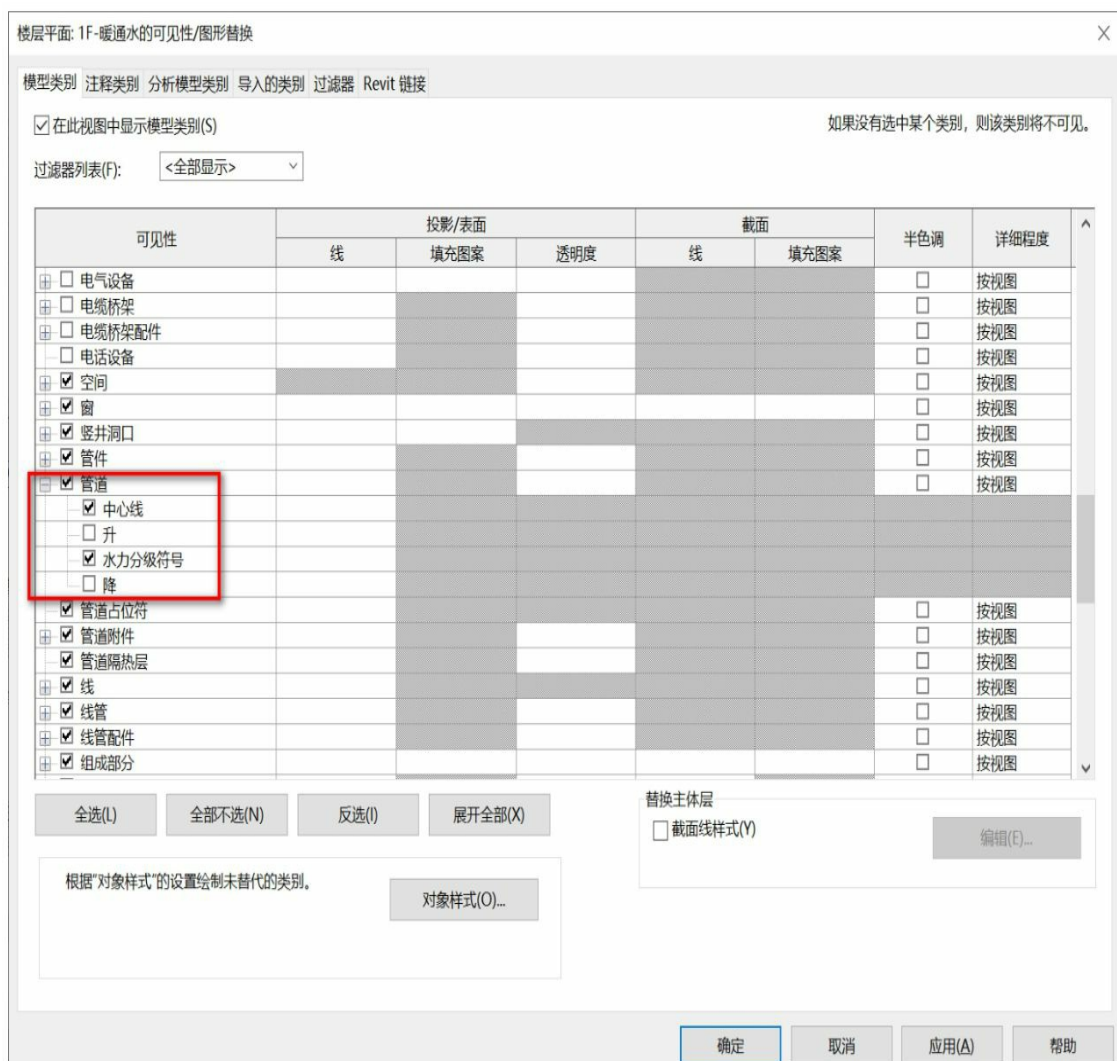 楼层平面: 1F-暖通水的可见性/图形替换
模型类别 注释类别 分析模型类别 导入的类别 过滤器 Revit 链接
在此视图中显示模型类别(S)
如果没有选中某个类别，则该类别将不可见。
过滤器列表(F): <全部显示>
可见性 投影/表面 截面 半色调 详细程度
线 填充图案 透明度 线 填充图案
电气设备 按视图
电缆桥架 按视图
电缆桥架配件 按视图
电话设备 按视图
空间 按视图
窗 按视图
竖井洞口 按视图
管件 按视图
管道 按视图
中心线
升
水力分级符号
降
管道占位符 按视图
管道附件 按视图
管道隔热层 按视图
线 按视图
线管 按视图
线管配件 按视图
组成部分 按视图
全选(L) 全部不选(N) 反选(I) 展开全部(X)
替换主体层
截面线样式(Y)
编辑(E)...
根据"对象样式"的设置绘制未替代的类别。
对象样式(O)...
确定 取消 应用(A) 帮助